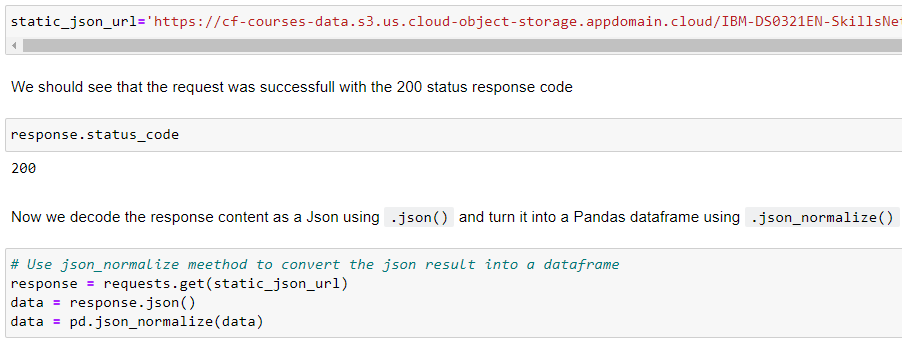 static_json_url='https://cf-courses-data.s3.us.cloud-object-storage.appdomain.cloud/IBM-DS0321EN-SkillsNet
We should see that the request was successfull with the 200 status response code
response.status_code
200
Now we decode the response content as a Json using .json() and turn it into a Pandas dataframe using .json_normalize()
# Use json_normalize meethod to convert the json result into a dataframe
response = requests.get(static_json_url)
data = response.json()
data = pd.json_normalize(data)